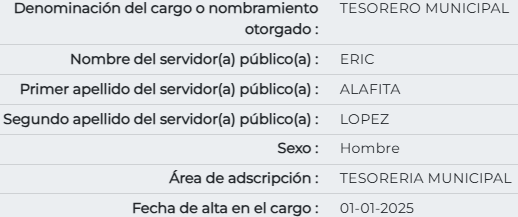 Denominación del cargo o nombramiento TESORERO MUNICIPAL
otorgado :
Nombre del servidor(a) público(a) : ERIC
Primer apellido del servidor(a) público(a) : ALAFITA
Segundo apellido del servidor(a) público(a) : LOPEZ
Sexo : Hombre
Área de adscripción : TESORERIA MUNICIPAL
Fecha de alta en el cargo : 01-01-2025